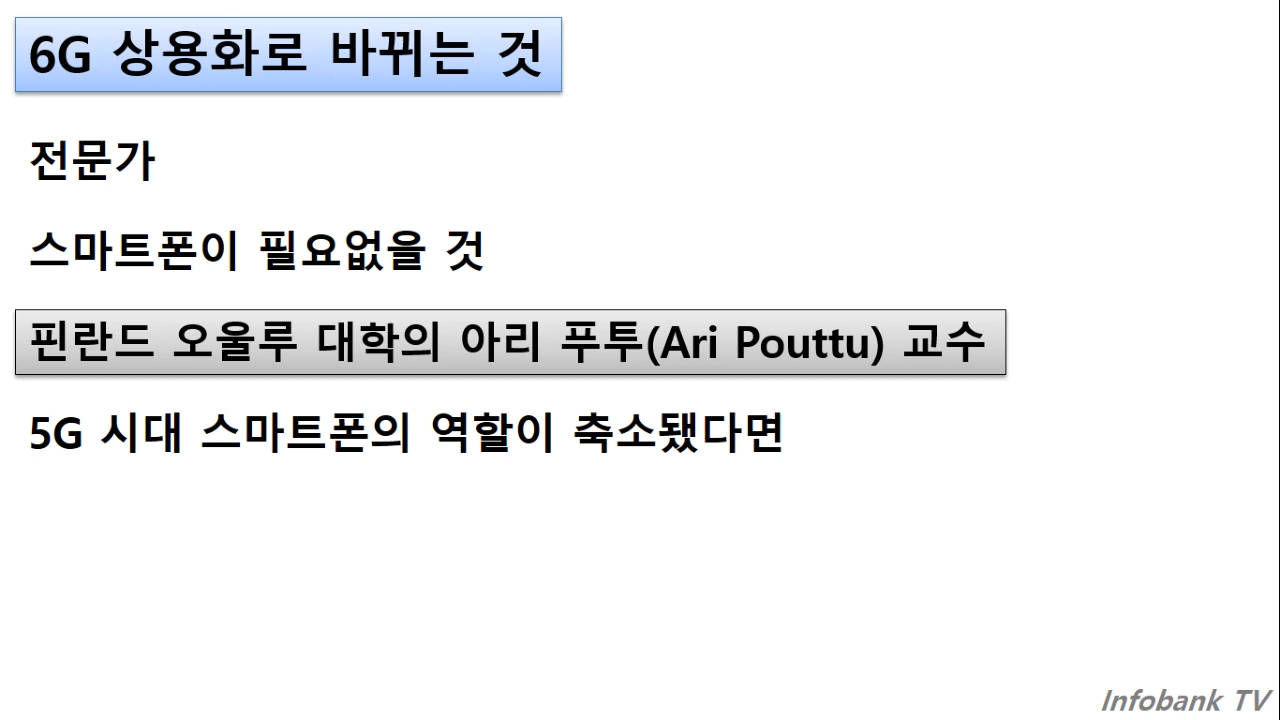 6G 상용화로 바뀌는 것
전문가
스마트폰이 필요없을 것
핀란드 오울루 대학의 아리 푸투(Ari Pouttu) 교수
5G 시대 스마트폰의 역할이 축소됐다면
Infobank TV